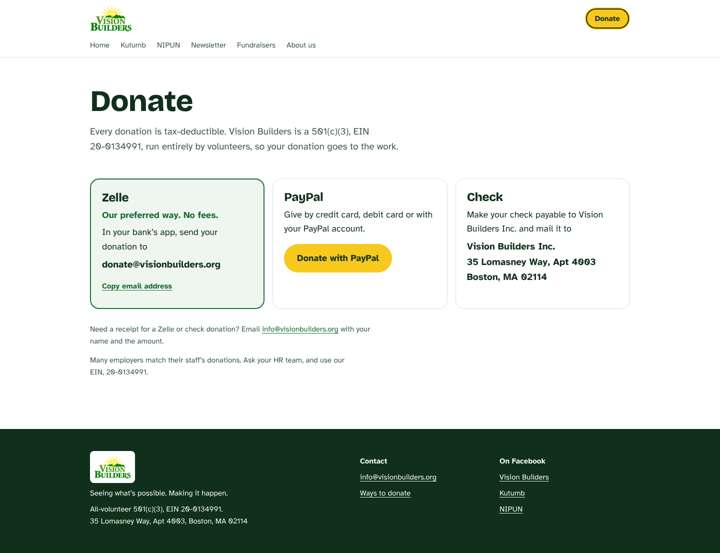 VISION
BUILDERS
Donate
Home
Kutumb
NIPUN
Newsletter
Fundraisers
About us
Donate
Every donation is tax-deductible. Vision Builders is a 501(c)(3), EIN
20-0134991, run entirely by volunteers, so your donation goes to the work.
Zelle
Our preferred way. No fees.
In your bank's app, send your
donation to
donate@visionbuilders.org
Copy email address
PayPal
Give by credit card, debit card or with
your PayPal account.
Donate with PayPal
Check
Make your check payable to Vision
Builders Inc. and mail it to
Vision Builders Inc.
35 Lomasney Way, Apt 4003
Boston, MA 02114
Need a receipt for a Zelle or check donation? Email info@visionbuilders.org with your
name and the amount.
Many employers match their staff's donations. Ask your HR team, and use our
EIN, 20-0134991.
VISION
BUILDERS
Seeing what's possible. Making it happen.
All-volunteer 501(c)(3), EIN 20-0134991.
35 Lomasney Way, Apt 4003, Boston, MA 02114
Contact
info@visionbuilders.org
Ways to donate
On Facebook
Vision Builders
Kutumb
NIPUN